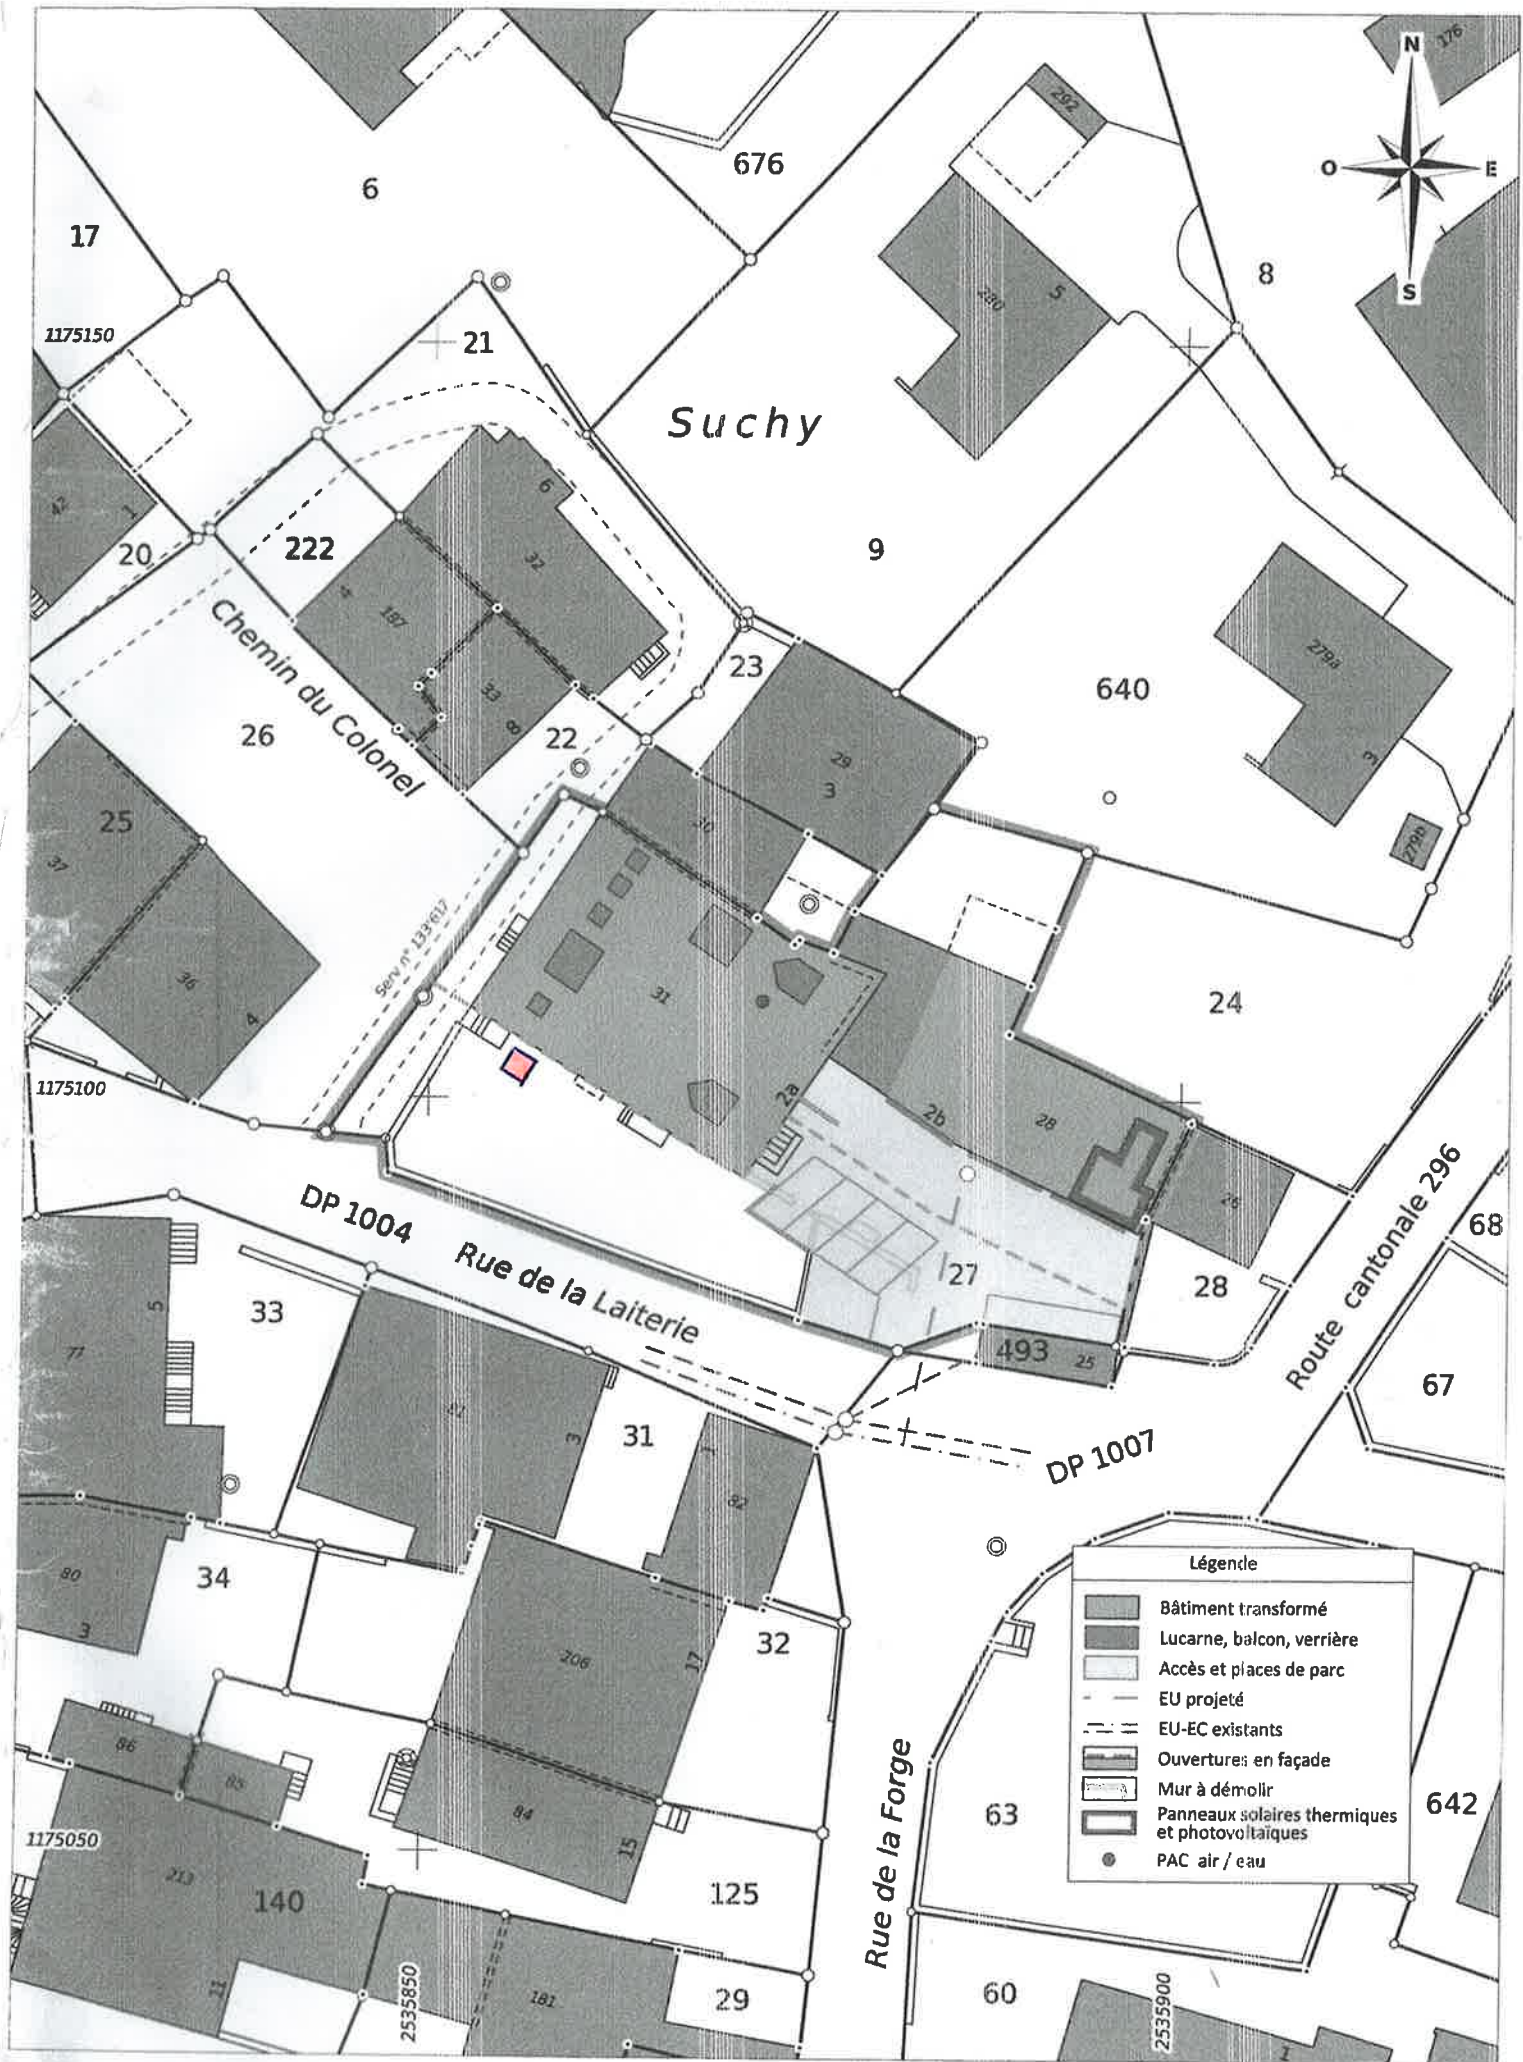 176
N
292
676
6
O
E
17
8
280
5
S
1175150
21
Suchy
6
42
1
9
20
222
32
4
187
279a
Chemin du Colonel
23
640
33
8
26
22
29
3
3
25
30
279b
37
Serv n° 133'617
36
4
31
24
1175100
2a
2b
28
26
DP 1004
Rue de la Laiterie
27
28
Route cantonale 296
68
33
5
77
493
25
67
81
3
31
1
DP 1007
82
34
80
3
206
17
32
Légende
Bâtiment transformé
Lucarne, balcon, verrière
Accès et places de parc
EU projeté
EU-EC existants
Ouvertures en façade
Mur à démolir
Panneaux solaires thermiques
et photovoltaïques
PAC air / eau
86
85
84
15
Rue de la Forge
63
642
1175050
213
140
125
11
181
29
60
2535850
2535900
1